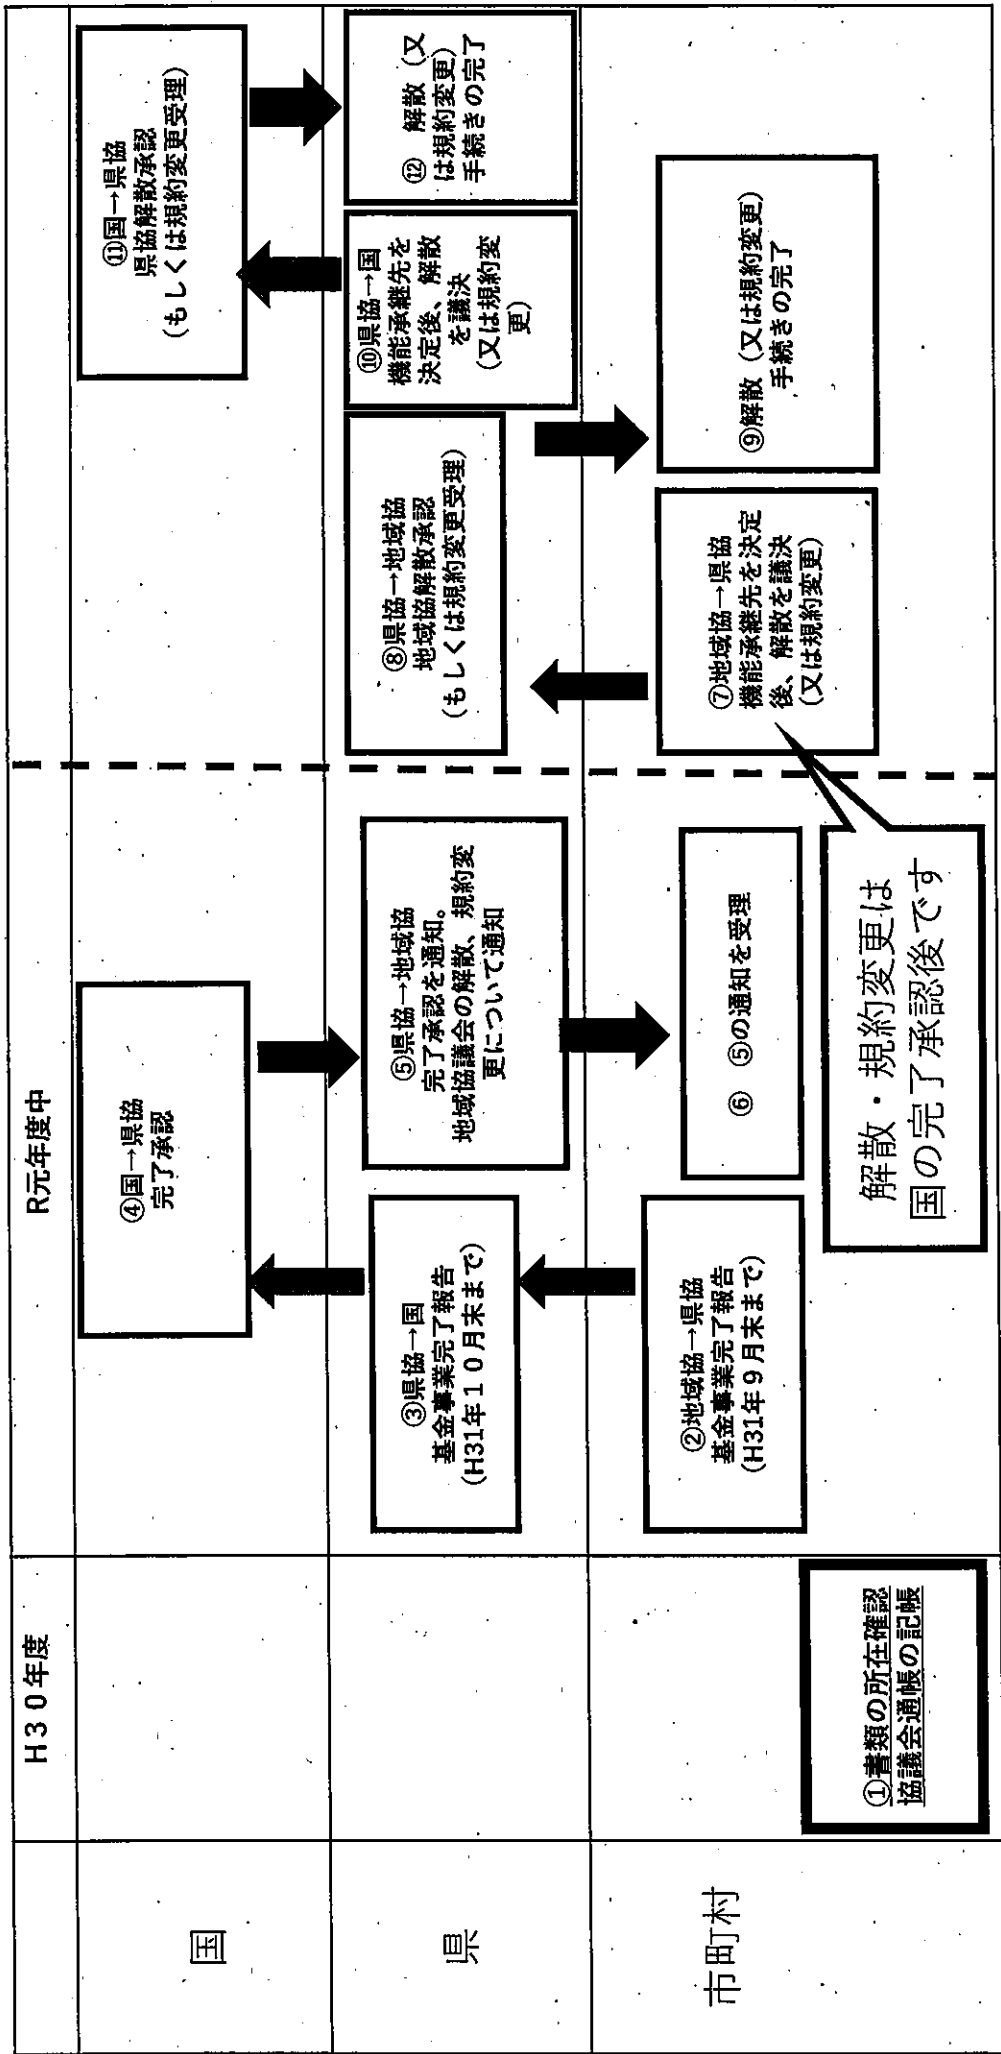 H30年度
R元年度中
国
④国→県協
完了承認
⑪国→県協
県協解散承認
(もしくは規約変更受理)
県
③県協→国
基金事業完了報告
(H31年10月末まで)
⑤県協→地域協
完了承認を通知。
地域協議会の解散、規約変
更について通知
⑧県協→地域協
地域協解散承認
(もしくは規約変更受理)
⑩県協→国
機能承継先を
決定後、解散
を議決
(又は規約変
更)
⑫ 解散(又
は規約変更)
手続きの完了
市町村
①書類の所在確認
協議会通帳の記帳
②地域協→県協
基金事業完了報告
(H31年9月末まで)
⑥ ⑤の通知を受理
⑦地域協→県協
機能承継先を決定
後、解散を議決
(又は規約変更)
⑨解散(又は規約変更)
手続きの完了
解散・規約変更は
国の完了承認後です